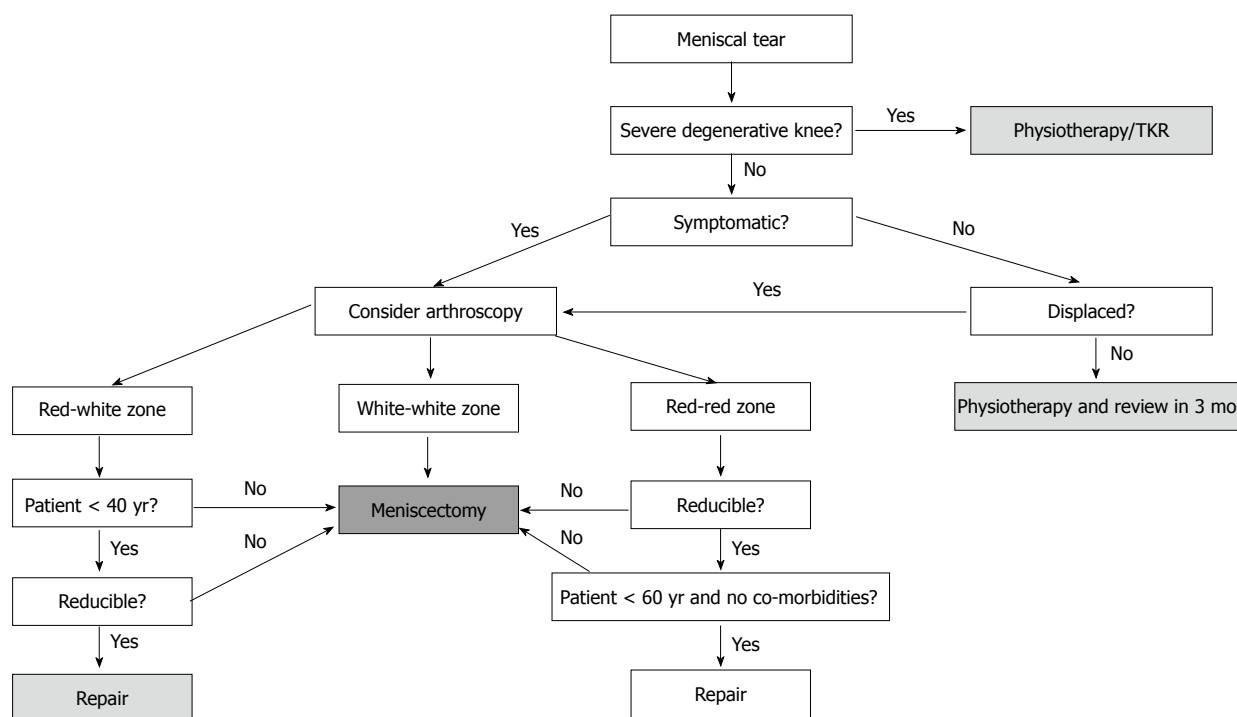 Meniscal tear
Severe degenerative knee?
Yes
Physiotherapy/TKR
No
Symptomatic?
Yes
No
Consider arthroscopy
Yes
Displaced?
No
Red-white zone
White-white zone
Red-red zone
Physiotherapy and review in 3 mo
Patient < 40 yr?
No
Meniscectomy
No
Reducible?
Yes
No
No
Yes
Reducible?
Patient < 60 yr and no co-morbidities?
Yes
Yes
Repair
Repair